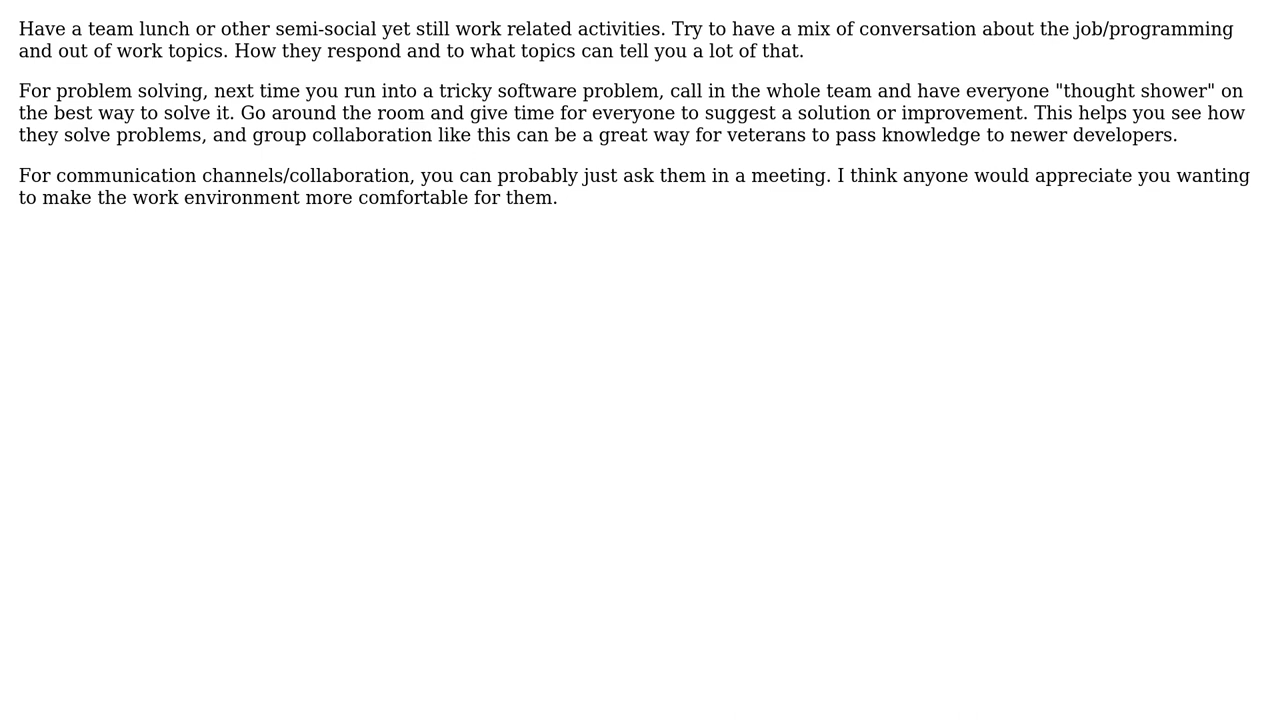 Have a team lunch or other semi-social yet still work related activities. Try to have a mix of conversation about the job/programming
and out of work topics. How they respond and to what topics can tell you a lot of that.
For problem solving, next time you run into a tricky software problem, call in the whole team and have everyone "thought shower" on
the best way to solve it. Go around the room and give time for everyone to suggest a solution or improvement. This helps you see how
they solve problems, and group collaboration like this can be a great way for veterans to pass knowledge to newer developers.
For communication channels/collaboration, you can probably just ask them in a meeting. I think anyone would appreciate you wanting
to make the work environment more comfortable for them.